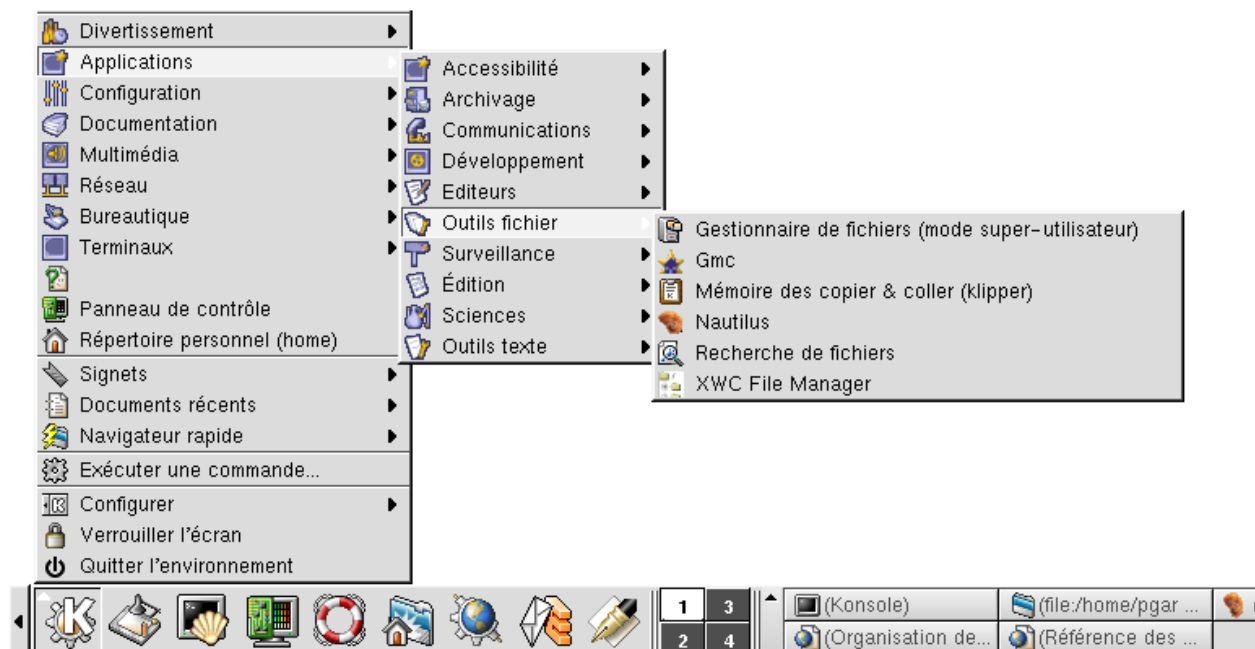 Divertissement
Applications
Configuration
Documentation
Multimédia
Réseau
Bureautique
Terminaux
Panneau de contrôle
Répertoire personnel (home)
Signets
Documents récents
Navigateur rapide
Exécuter une commande...
Configurer
Verrouiller l'écran
Quitter l'environnement
Accessibilité
Archivage
Communications
Développement
Editeurs
Outils fichier
Surveillance
Édition
Sciences
Outils texte
Gestionnaire de fichiers (mode super-utilisateur)
Gmc
Mémoire des copier & coller (klipper)
Nautilus
Recherche de fichiers
XWC File Manager
1 3
2 4
(Konsole)
(file:/home/pgar ...
(Organisation de...
(Référence des ...